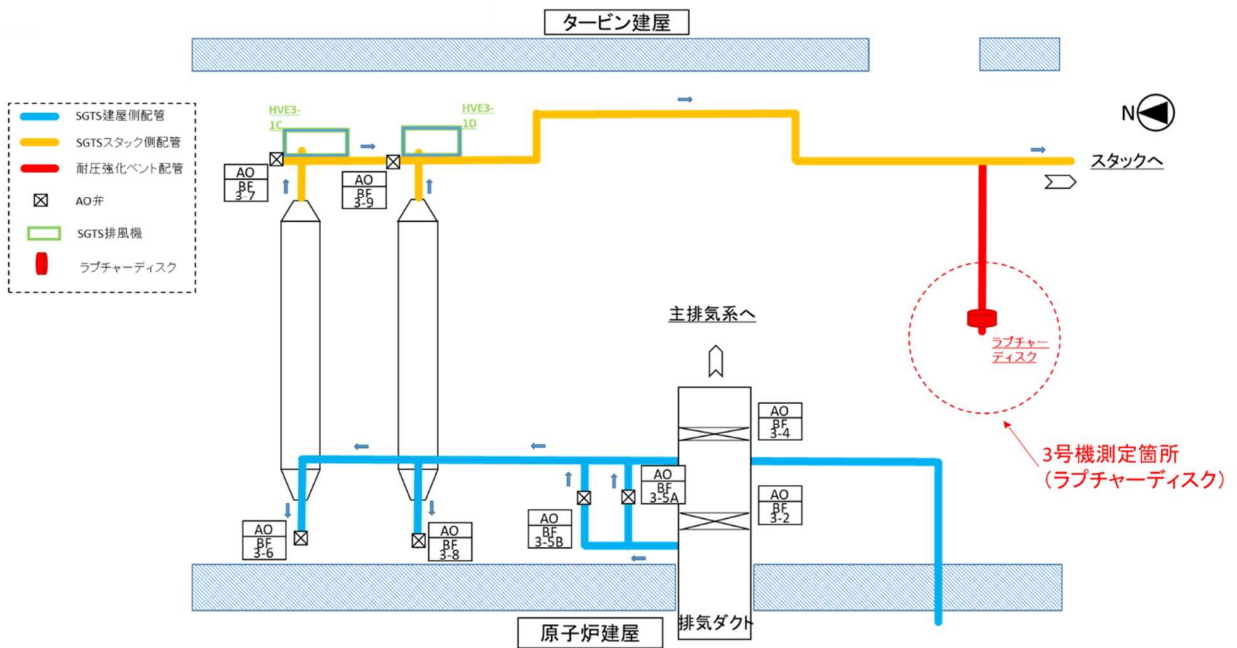 タービン建屋
SGTS建屋側配管
SGTSスタック側配管
耐圧強化ベント配管
AO弁
SGTS排風機
ラプチャーディスク
HVE3-
1C
HVE3-
1D
N
AO
BF
3-7
AO
BF
3-9
スタックへ
主排気系へ
ラプチャー
ディスク
AO
BF
3-4
3号機測定箇所
（ラプチャーディスク）
AO
BF
3-5A
AO
BF
3-2
AO
BF
3-5B
AO
BF
3-6
AO
BF
3-8
排気ダクト
原子炉建屋